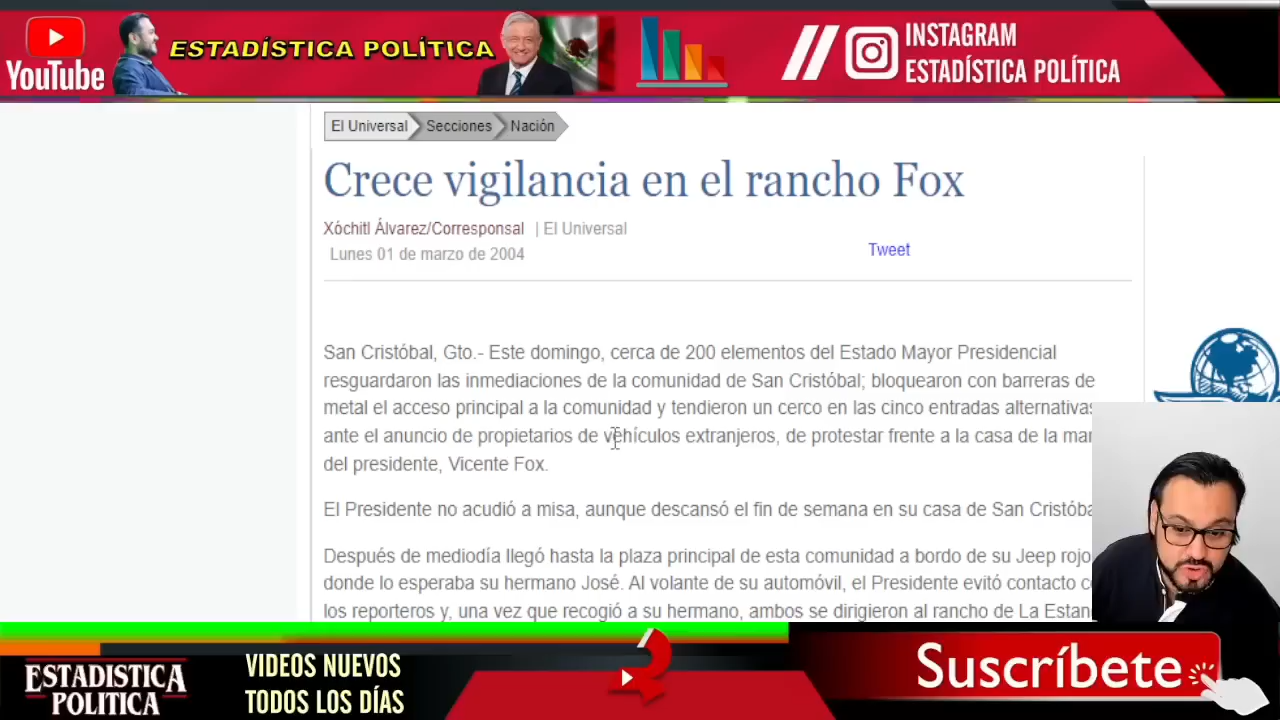 YouTube
ESTADÍSTICA POLÍTICA
INSTAGRAM
ESTADÍSTICA POLÍTICA
El Universal Secciones Nación
Crece vigilancia en el rancho Fox
Xóchitl Álvarez/Corresponsal | El Universal
Lunes 01 de marzo de 2004
Tweet
San Cristóbal, Gto.- Este domingo, cerca de 200 elementos del Estado Mayor Presidencial
resguardaron las inmediaciones de la comunidad de San Cristóbal; bloquearon con barreras de
metal el acceso principal a la comunidad y tendieron un cerco en las cinco entradas alternativas
ante el anuncio de propietarios de vehículos extranjeros, de protestar frente a la casa de la
del presidente, Vicente Fox.
El Presidente no acudió a misa, aunque descansó el fin de semana en su casa de San
Después de mediodía llegó hasta la plaza principal de esta comunidad a bordo de su Jeep rojo
donde lo esperaba su hermano José. Al volante de su automóvil, el Presidente evitó contacto
los reporteros y, una vez que recogió a su hermano, ambos se dirigieron al rancho de La
ESTADISTICA
POLÍTICA
VIDEOS NUEVOS
TODOS LOS DÍAS
Suscríbete